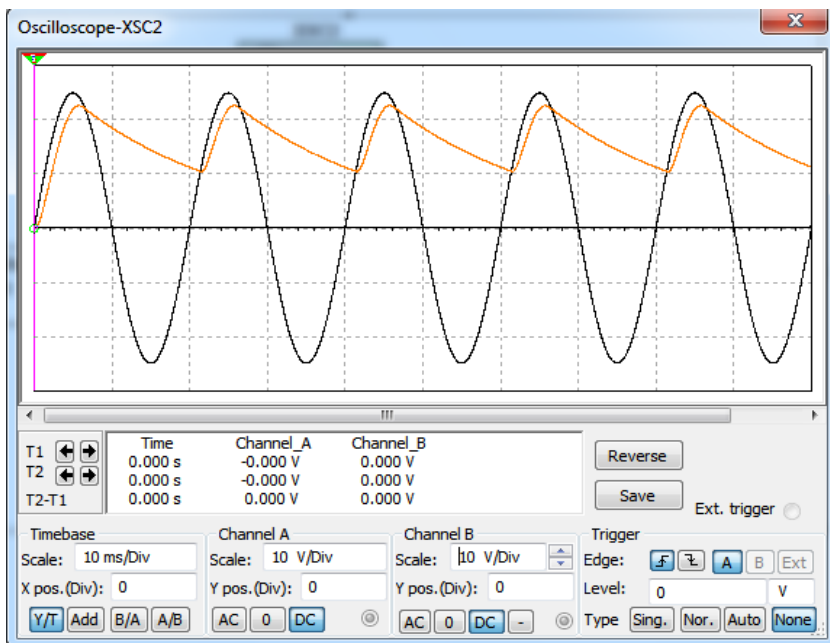 Oscilloscope-XSC2
Time Channel_A Channel_B
T1 0.000 s -0.000 V 0.000 V
T2 0.000 s -0.000 V 0.000 V
T2-T1 0.000 s 0.000 V 0.000 V
Reverse
Save
Ext. trigger
Timebase
Scale: 10 ms/Div
X pos.(Div): 0
Y/T Add B/A A/B
Channel A
Scale: 10 V/Div
Y pos.(Div): 0
AC 0 DC
Channel B
Scale: 10 V/Div
Y pos.(Div): 0
AC 0 DC -
Trigger
Edge: A B Ext
Level: 0 V
Type Sing. Nor. Auto None